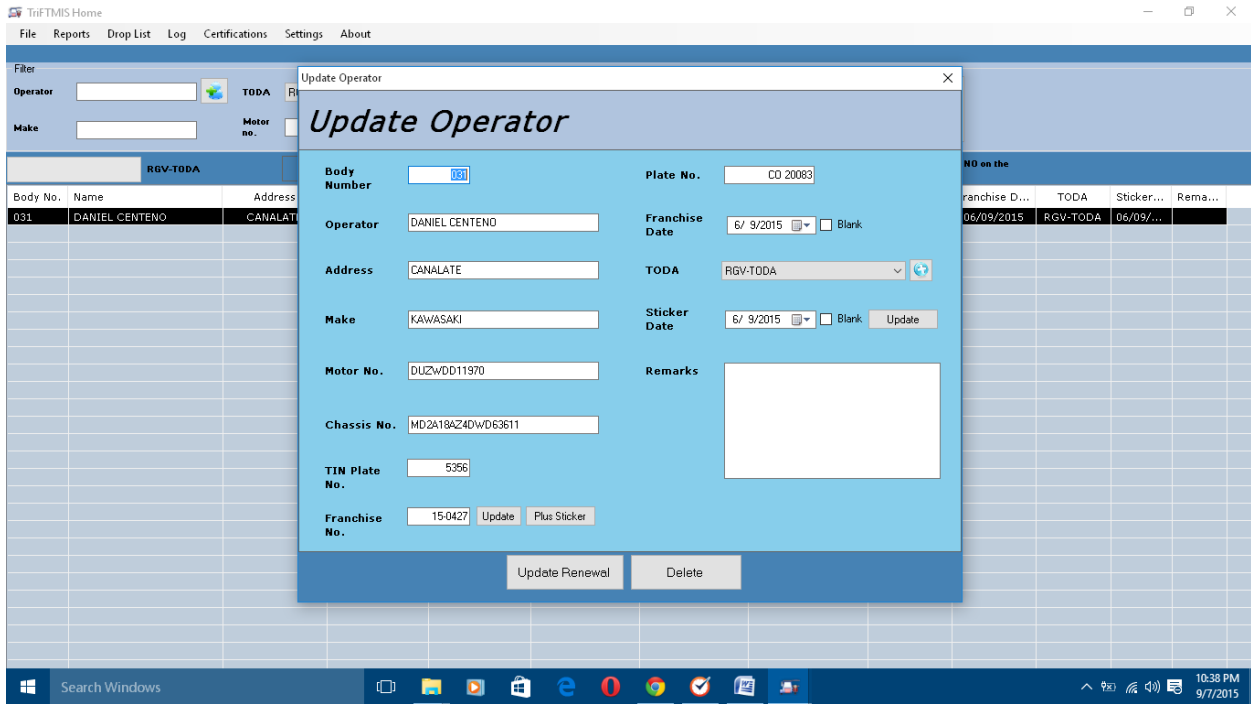 TriFTMIS Home
File Reports Drop List Log Certifications Settings About
Filter
Operator TODA
Make Motor no.
RGV-TODA NO on the
Body No. Name Address ranchise D... TODA Sticker... Rema...
031 DANIEL CENTENO CANALATI 06/09/2015 RGV-TODA 06/09/...
Update Operator
Update Operator
Body Number 031 Plate No. CO 20083
Operator DANIEL CENTENO Franchise Date 6/ 9/2015 Blank
Address CANALATE TODA RGV-TODA
Make KAWASAKI Sticker Date 6/ 9/2015 Blank Update
Motor No. DUZWDD11970 Remarks
Chassis No. MD2A18AZ4DWD63611
TIN Plate No. 5356
Franchise No. 15-0427 Update Plus Sticker
Update Renewal Delete
Search Windows 10:38 PM
9/7/2015